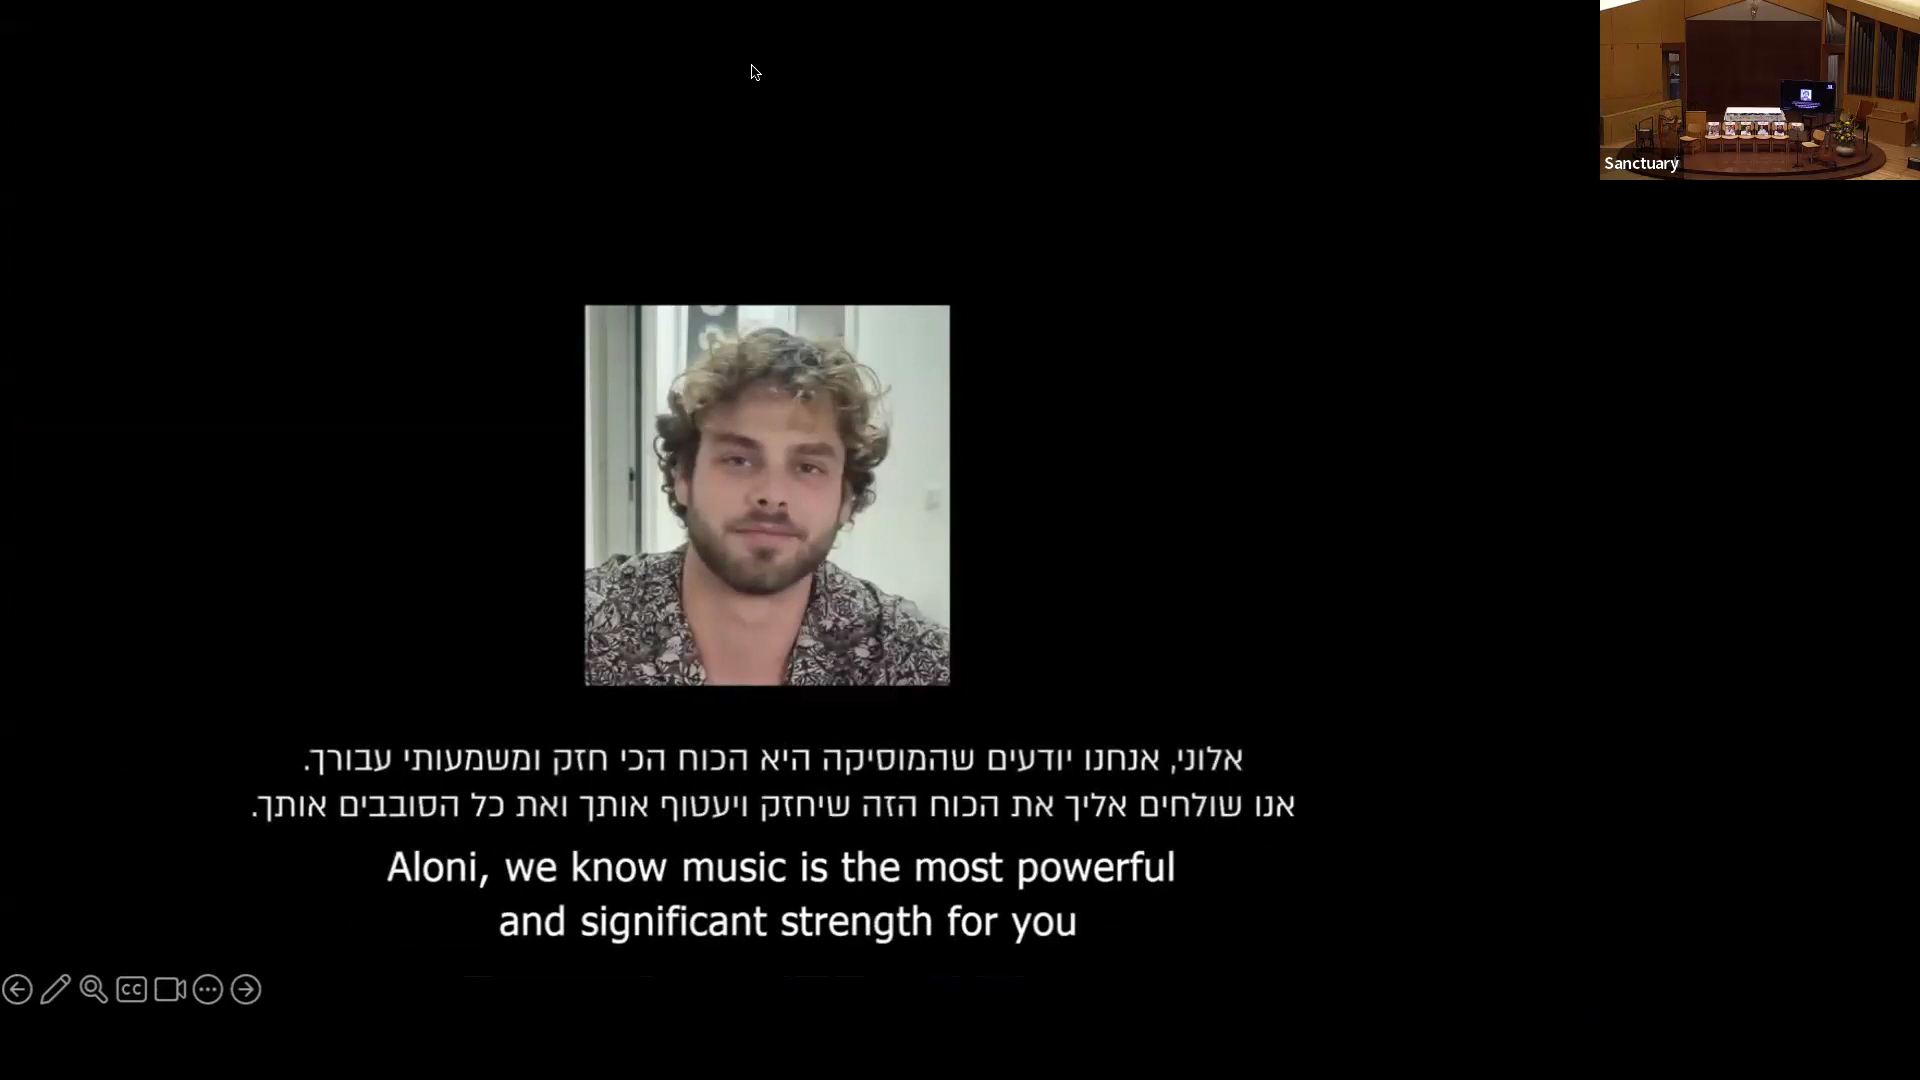 Sanctuary
אלוני, אנחנו יודעים שהמוסיקה היא הכוח הכי חזק ומשמעותי עבורך.
אנו שולחים אליך את הכוח הזה שיחזק ויעטוף אותך ואת כל הסובבים אותך.
Aloni, we know music is the most powerful
and significant strength for you
CC